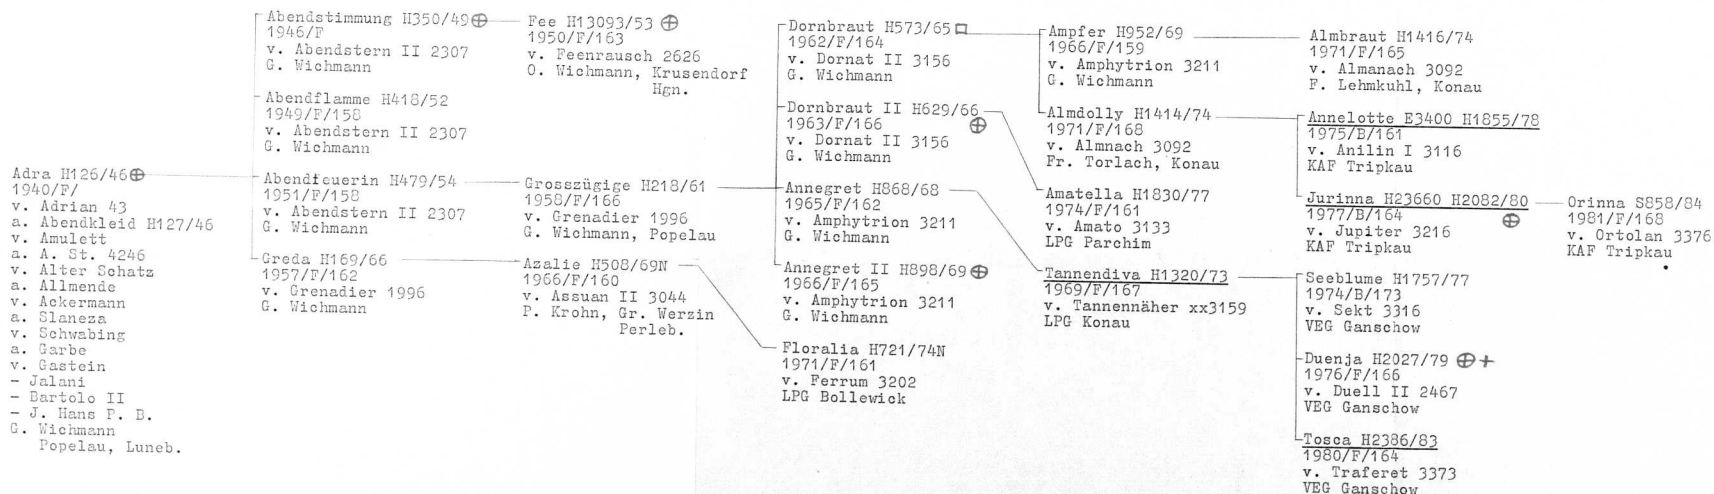 Adra H126/46⊕
1940/F/
v. Adrian 43
a. Abendkleid H127/46
v. Amulett
a. A. St. 4246
v. Alter Schatz
a. Allmende
v. Ackermann
a. Slaneza
v. Schwabing
a. Garbe
v. Gastein
- Jalani
- Bartolo II
- J. Hans P. B.
G. Wichmann
Popelau, Luneb.
Abendstimmung H350/49⊕
1946/F
v. Abendstern II 2307
G. Wichmann
Abendflamme H418/52
1949/F/158
v. Abendstern II 2307
G. Wichmann
Abendfeuerin H479/54
1951/F/158
v. Abendstern II 2307
G. Wichmann
Greda H169/66
1957/F/162
v. Grenadier 1996
G. Wichmann
Fee H13093/53 ⊕
1950/F/163
v. Feenrausch 2626
O. Wichmann, Krusendorf
Hgn.
Grosszügige H218/61
1958/F/166
v. Grenadier 1996
G. Wichmann, Popelau
Azalie H508/69N
1966/F/160
v. Assuan II 3044
P. Krohn, Gr. Werzin
Perleb.
Dornbraut H573/65
1962/F/164
v. Dornat II 3156
G. Wichmann
Dornbraut II H629/66
1963/F/166 ⊕
v. Dornat II 3156
G. Wichmann
Annegret H868/68
1965/F/162
v. Amphytrion 3211
G. Wichmann
Annegret II H898/69⊕
1966/F/165
v. Amphytrion 3211
G. Wichmann
Floralia H721/74N
1971/F/161
v. Ferrum 3202
LPG Bollewick
Ampfer H952/69
1966/F/159
v. Amphytrion 3211
G. Wichmann
Almdolly H1414/74
1971/F/168
v. Almnach 3092
Fr. Torlach, Konau
Amatella H1830/77
1974/F/161
v. Amato 3133
LPG Parchim
Tannendiva H1320/73
1969/F/167
v. Tannennäher xx3159
LPG Konau
Almbraut H1416/74
1971/F/165
v. Almanach 3092
F. Lehmkuhl, Konau
Annelotte E3400 H1855/78
1975/B/161
v. Anilin I 3116
KAF Tripkau
Jurinna H23660 H2082/80
1977/B/164 ⊕
v. Jupiter 3216
KAF Tripkau
Seeblume H1757/77
1974/B/173
v. Sekt 3316
VEG Ganschow
Duenja H2027/79 ⊕+
1976/F/166
v. Duell II 2467
VEG Ganschow
Tosca H2386/83
1980/F/164
v. Traferet 3373
VEG Ganschow
Orinna S858/84
1981/F/168
v. Ortolan 3376
KAF Tripkau